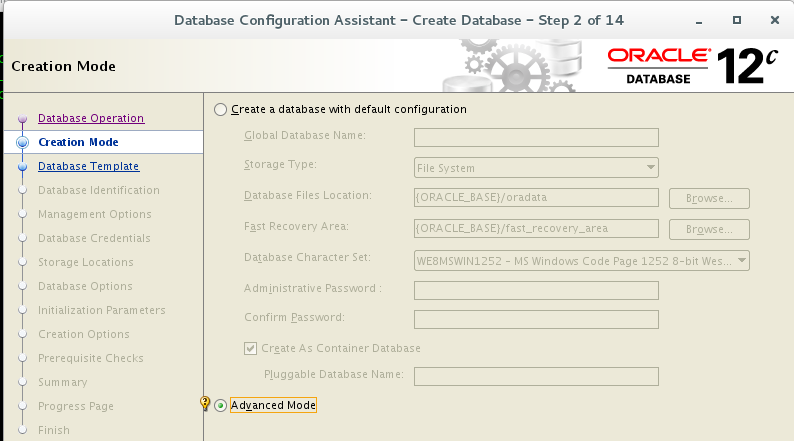 Database Configuration Assistant – Create Database – Step 2 of 14
Creation Mode
ORACLE
DATABASE
12c
Database Operation
Creation Mode
Database Template
Database Identification
Management Options
Database Credentials
Storage Locations
Database Options
Initialization Parameters
Creation Options
Prerequisite Checks
Summary
Progress Page
Finish
Create a database with default configuration
Global Database Name:
Storage Type: File System
Database Files Location: {ORACLE_BASE}/oradata Browse...
Fast Recovery Area: {ORACLE_BASE}/fast_recovery_area Browse...
Database Character Set: WE8MSWIN1252 – MS Windows Code Page 1252 8-bit Wes...
Administrative Password :
Confirm Password:
Create As Container Database
Pluggable Database Name:
Advanced Mode